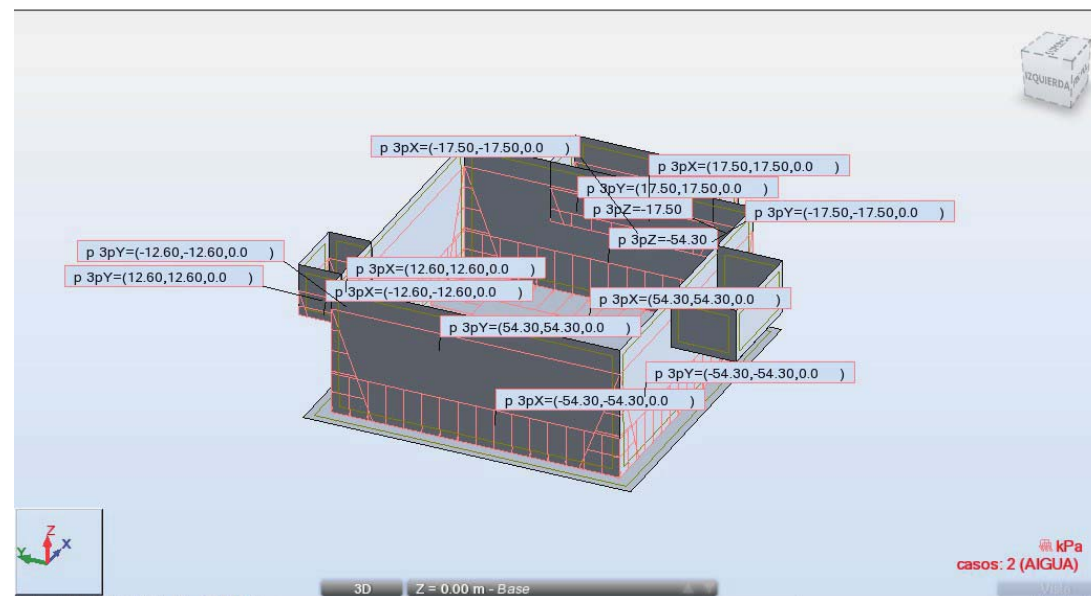 p 3pX=(-17.50,-17.50,0.0 )
p 3pX=(17.50,17.50,0.0 )
p 3pY=(17.50,17.50,0.0 )
p 3pZ=-17.50
p 3pY=(-17.50,-17.50,0.0 )
p 3pZ=-54.30
p 3pY=(-12.60,-12.60,0.0 )
p 3pX=(12.60,12.60,0.0 )
p 3pY=(12.60,12.60,0.0 )
p 3pX=(-12.60,-12.60,0.0 )
p 3pX=(54.30,54.30,0.0 )
p 3pY=(54.30,54.30,0.0 )
p 3pY=(-54.30,-54.30,0.0 )
p 3pX=(-54.30,-54.30,0.0 )
IZQUIERDA
Z
Y
X
kPa
casos: 2 (AIGUA)
3D
Z = 0.00 m - Base
Vista